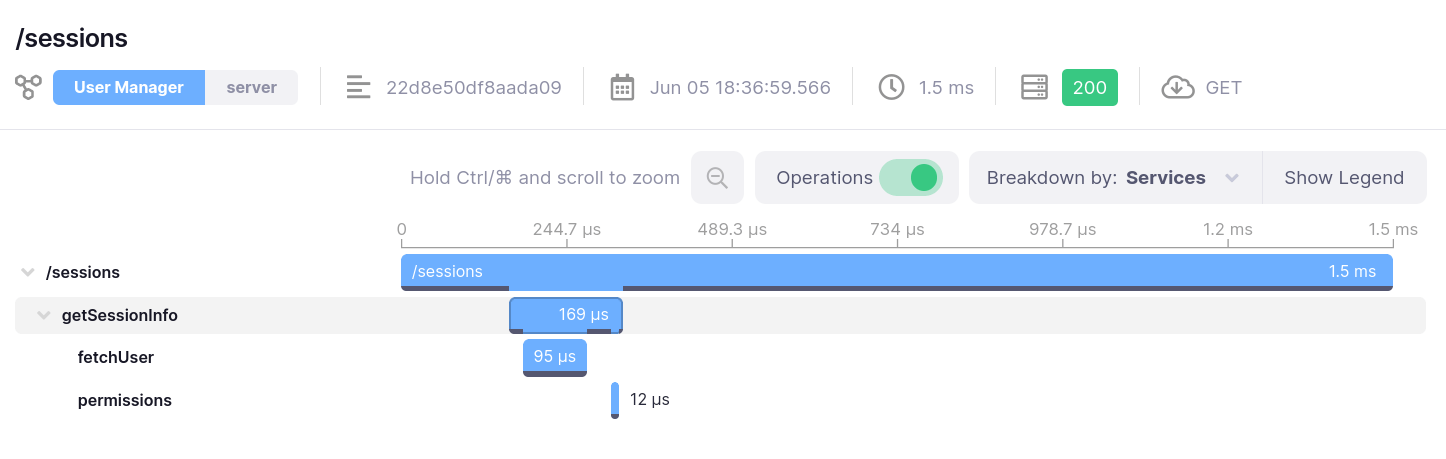 /sessions
User Manager server 22d8e50df8aada09 Jun 05 18:36:59.566 1.5 ms 200 GET
Hold Ctrl/⌘ and scroll to zoom Operations Breakdown by: Services Show Legend
0 244.7 µs 489.3 µs 734 µs 978.7 µs 1.2 ms 1.5 ms
/sessions /sessions 1.5 ms
getSessionInfo 169 µs
fetchUser 95 µs
permissions 12 µs